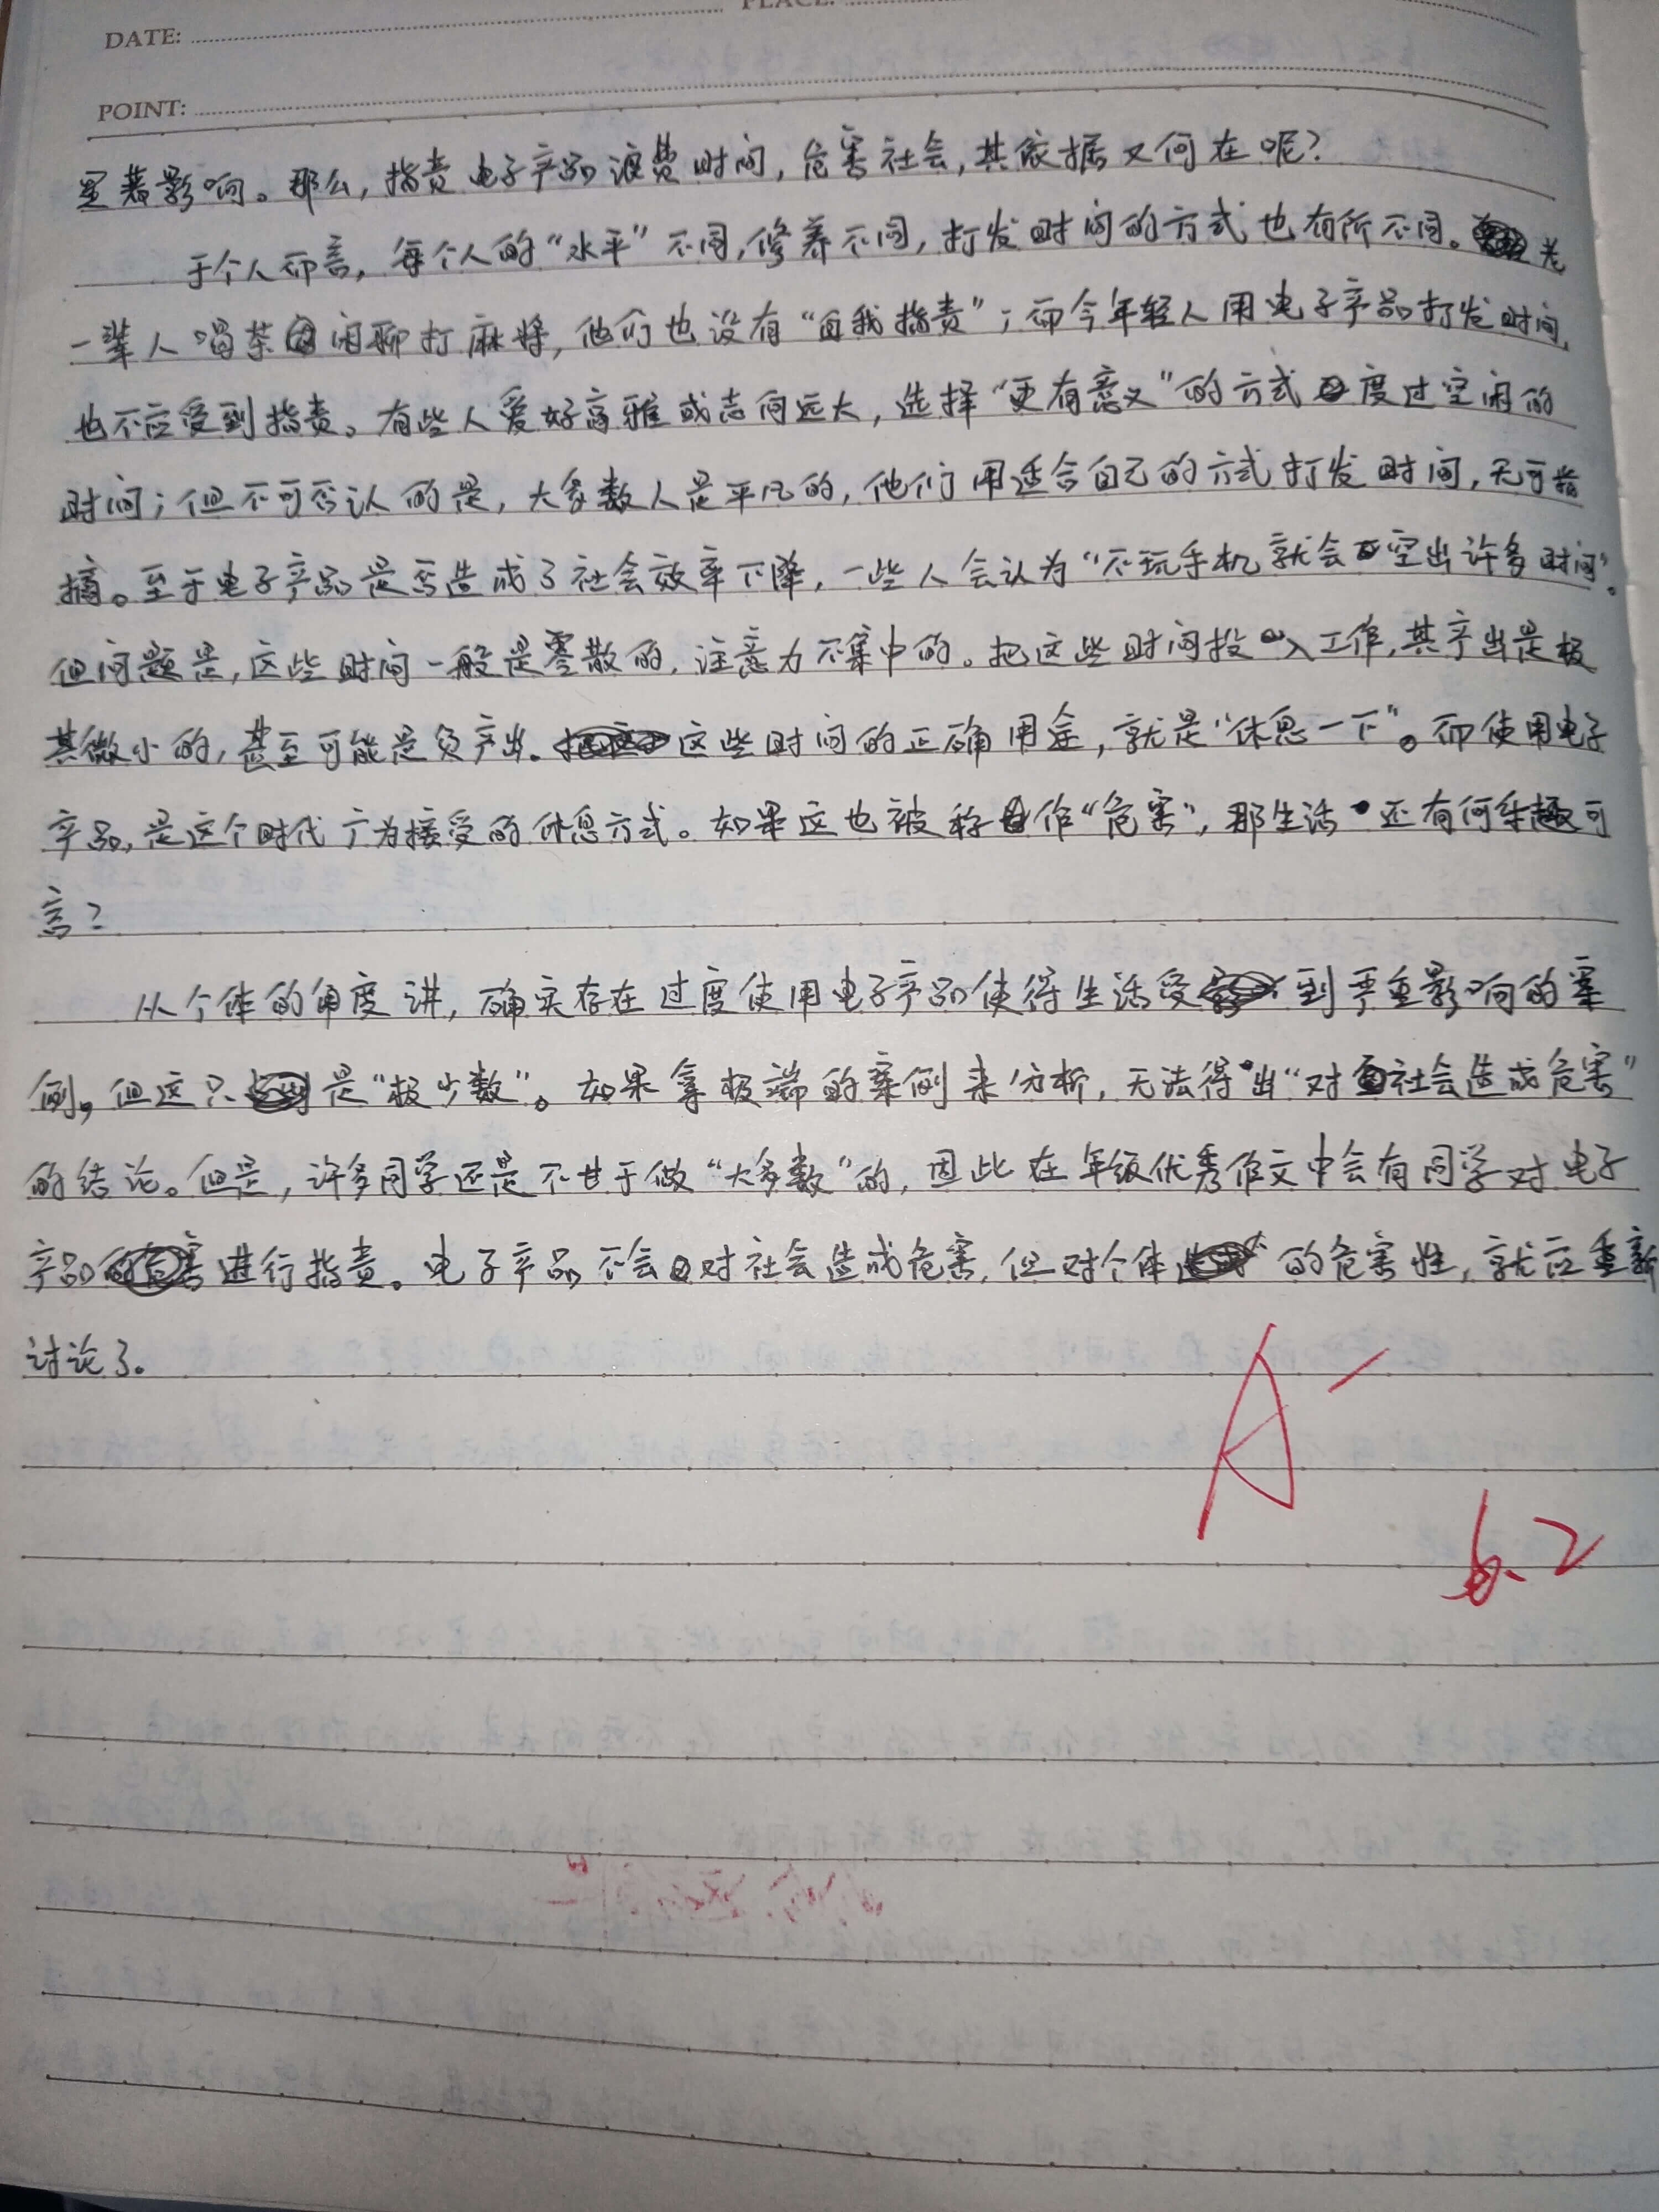 DATE:
PLACE:
POINT:
显著影响。那么，指责电子产品浪费时间，危害社会，其依据又何在呢？
于个人而言，每个人的“水平”不同，修养不同，打发时间的方式也有所不同。老
一辈人喝茶闲聊打麻将，他们也没有“自我指责”；而今年轻人用电子产品打发时间，
也不应受到指责。有些人爱好高雅或志向远大，选择“更有意义”的方式度过空闲的
时间；但不可否认的是，大多数人是平凡的，他们用适合自己的方式打发时间，无可指
摘。至于电子产品是否造成了社会效率下降，一些人会认为“不玩手机就会空出许多时间”。
但问题是，这些时间一般是零散的，注意力不集中的。把这些时间投入工作，其产出是极
其微小的，甚至可能是负产出。这些时间的正确用途，就是“休息一下”。而使用电子
产品，是这个时代广为接受的休息方式。如果这也被称作“危害”，那生活还有何乐趣可
言？
从个体的角度讲，确实存在过度使用电子产品使得生活受到严重影响的案
例，但这只是“极少数”。如果拿极端的案例来分析，无法得出“对社会造成危害”
的结论。但是，许多同学还是不甘于做“大多数”的，因此在年级优秀作文中会有同学对电子
产品进行指责。电子产品不会对社会造成危害，但对个体的危害性，就应重新
讨论了。
A-
6.2